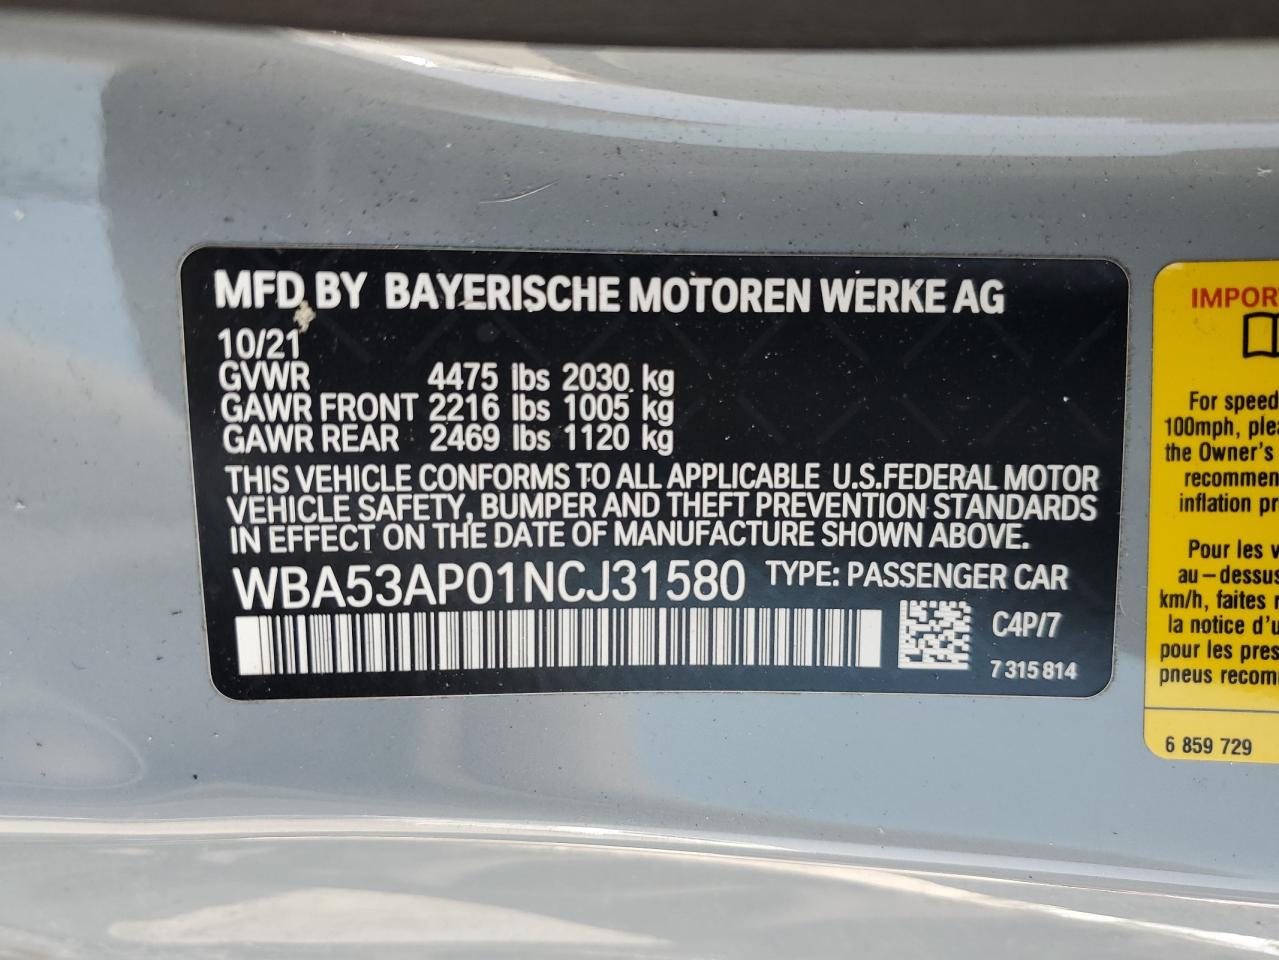 MFD BY BAYERISCHE MOTOREN WERKE AG
10/21
GVWR 4475 lbs 2030 kg
GAWR FRONT 2216 lbs 1005 kg
GAWR REAR 2469 lbs 1120 kg
THIS VEHICLE CONFORMS TO ALL APPLICABLE U.S.FEDERAL MOTOR
VEHICLE SAFETY, BUMPER AND THEFT PREVENTION STANDARDS
IN EFFECT ON THE DATE OF MANUFACTURE SHOWN ABOVE.
WBA53AP01NCJ31580 TYPE: PASSENGER CAR
C4P/7
7 315 814
IMPOR
For speed
100mph, plea
the Owner's
recommen
inflation pr
Pour les v
au-dessus
km/h, faites
la notice d'u
pour les pres
pneus recom
6 859 729